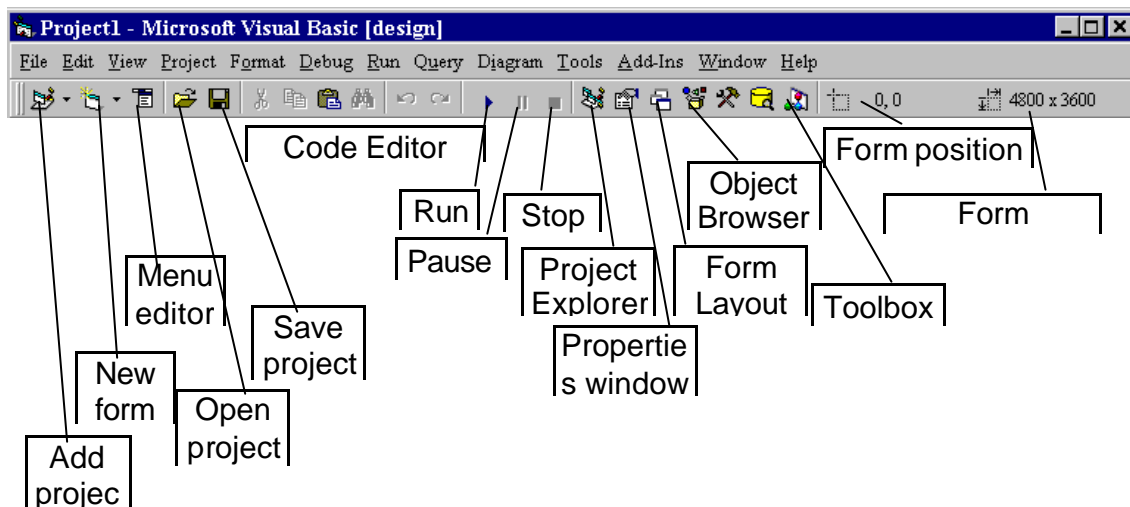 Project1 - Microsoft Visual Basic [design]
File Edit View Project Format Debug Run Query Diagram Tools Add-Ins Window Help
0, 0
4800 x 3600
Code Editor
Form position
Run
Stop
Object
Browser
Form
Pause
Project
Explorer
Form
Layout
Toolbox
Menu
editor
Save
project
Propertie
s window
New
form
Open
project
Add
projec